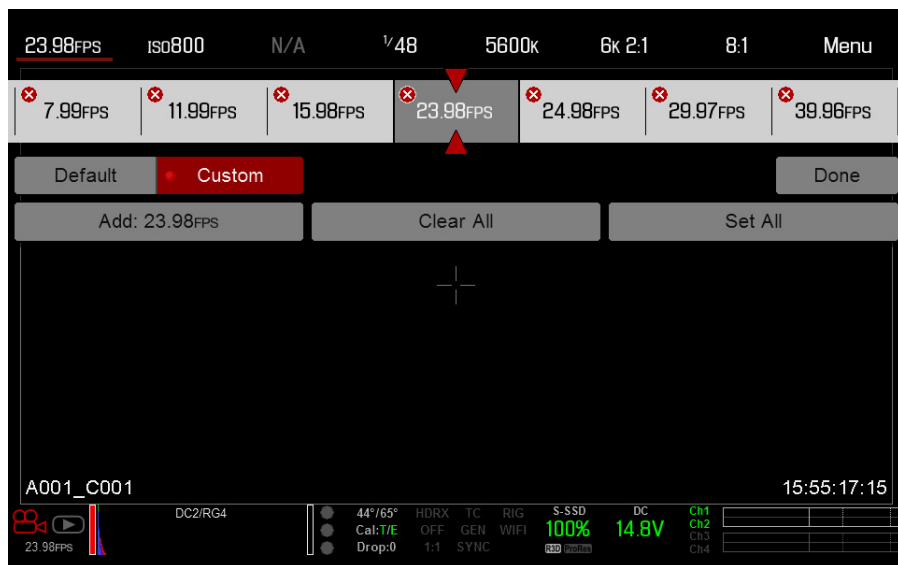 23.98FPS ISO800 N/A 1/48 5600K 6K 2:1 8:1 Menu
7.99FPS 11.99FPS 15.98FPS 23.98FPS 24.98FPS 29.97FPS 39.96FPS
Default Custom Done
Add: 23.98FPS Clear All Set All
A001_C001 15:55:17:15
DC2/RG4 44°/65° HDRX TC RIG S-SSD DC Ch1
Cal:T/E OFF GEN WIFI 100% 14.8V Ch2
Ch3
23.98FPS Drop:0 1:1 SYNC R3D ProRes Ch4